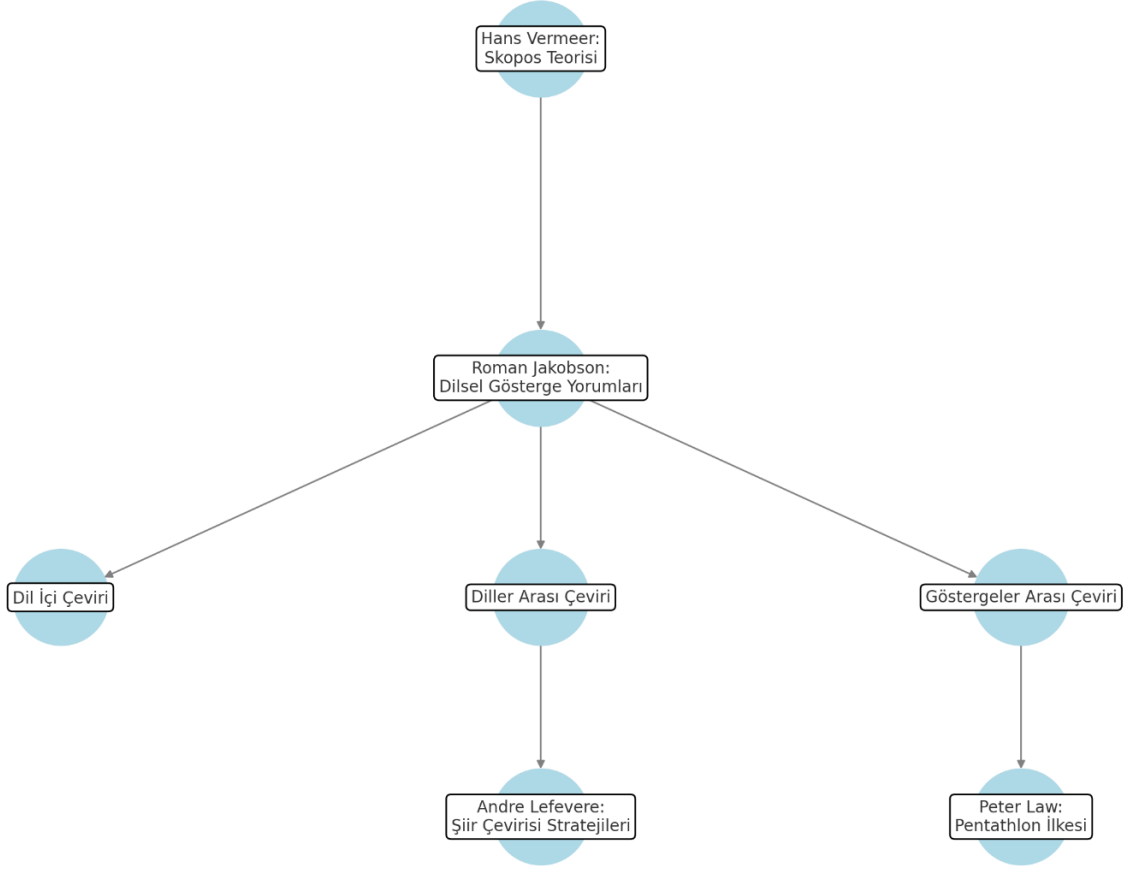 Hans Vermeer:
Skopos Teorisi
Roman Jakobson:
Dilsel Gösterge Yorumları
Dil İçi Çeviri
Diller Arası Çeviri
Göstergeler Arası Çeviri
Andre Lefevere:
Şiir Çevirisi Stratejileri
Peter Law:
Pentathlon İlkesi